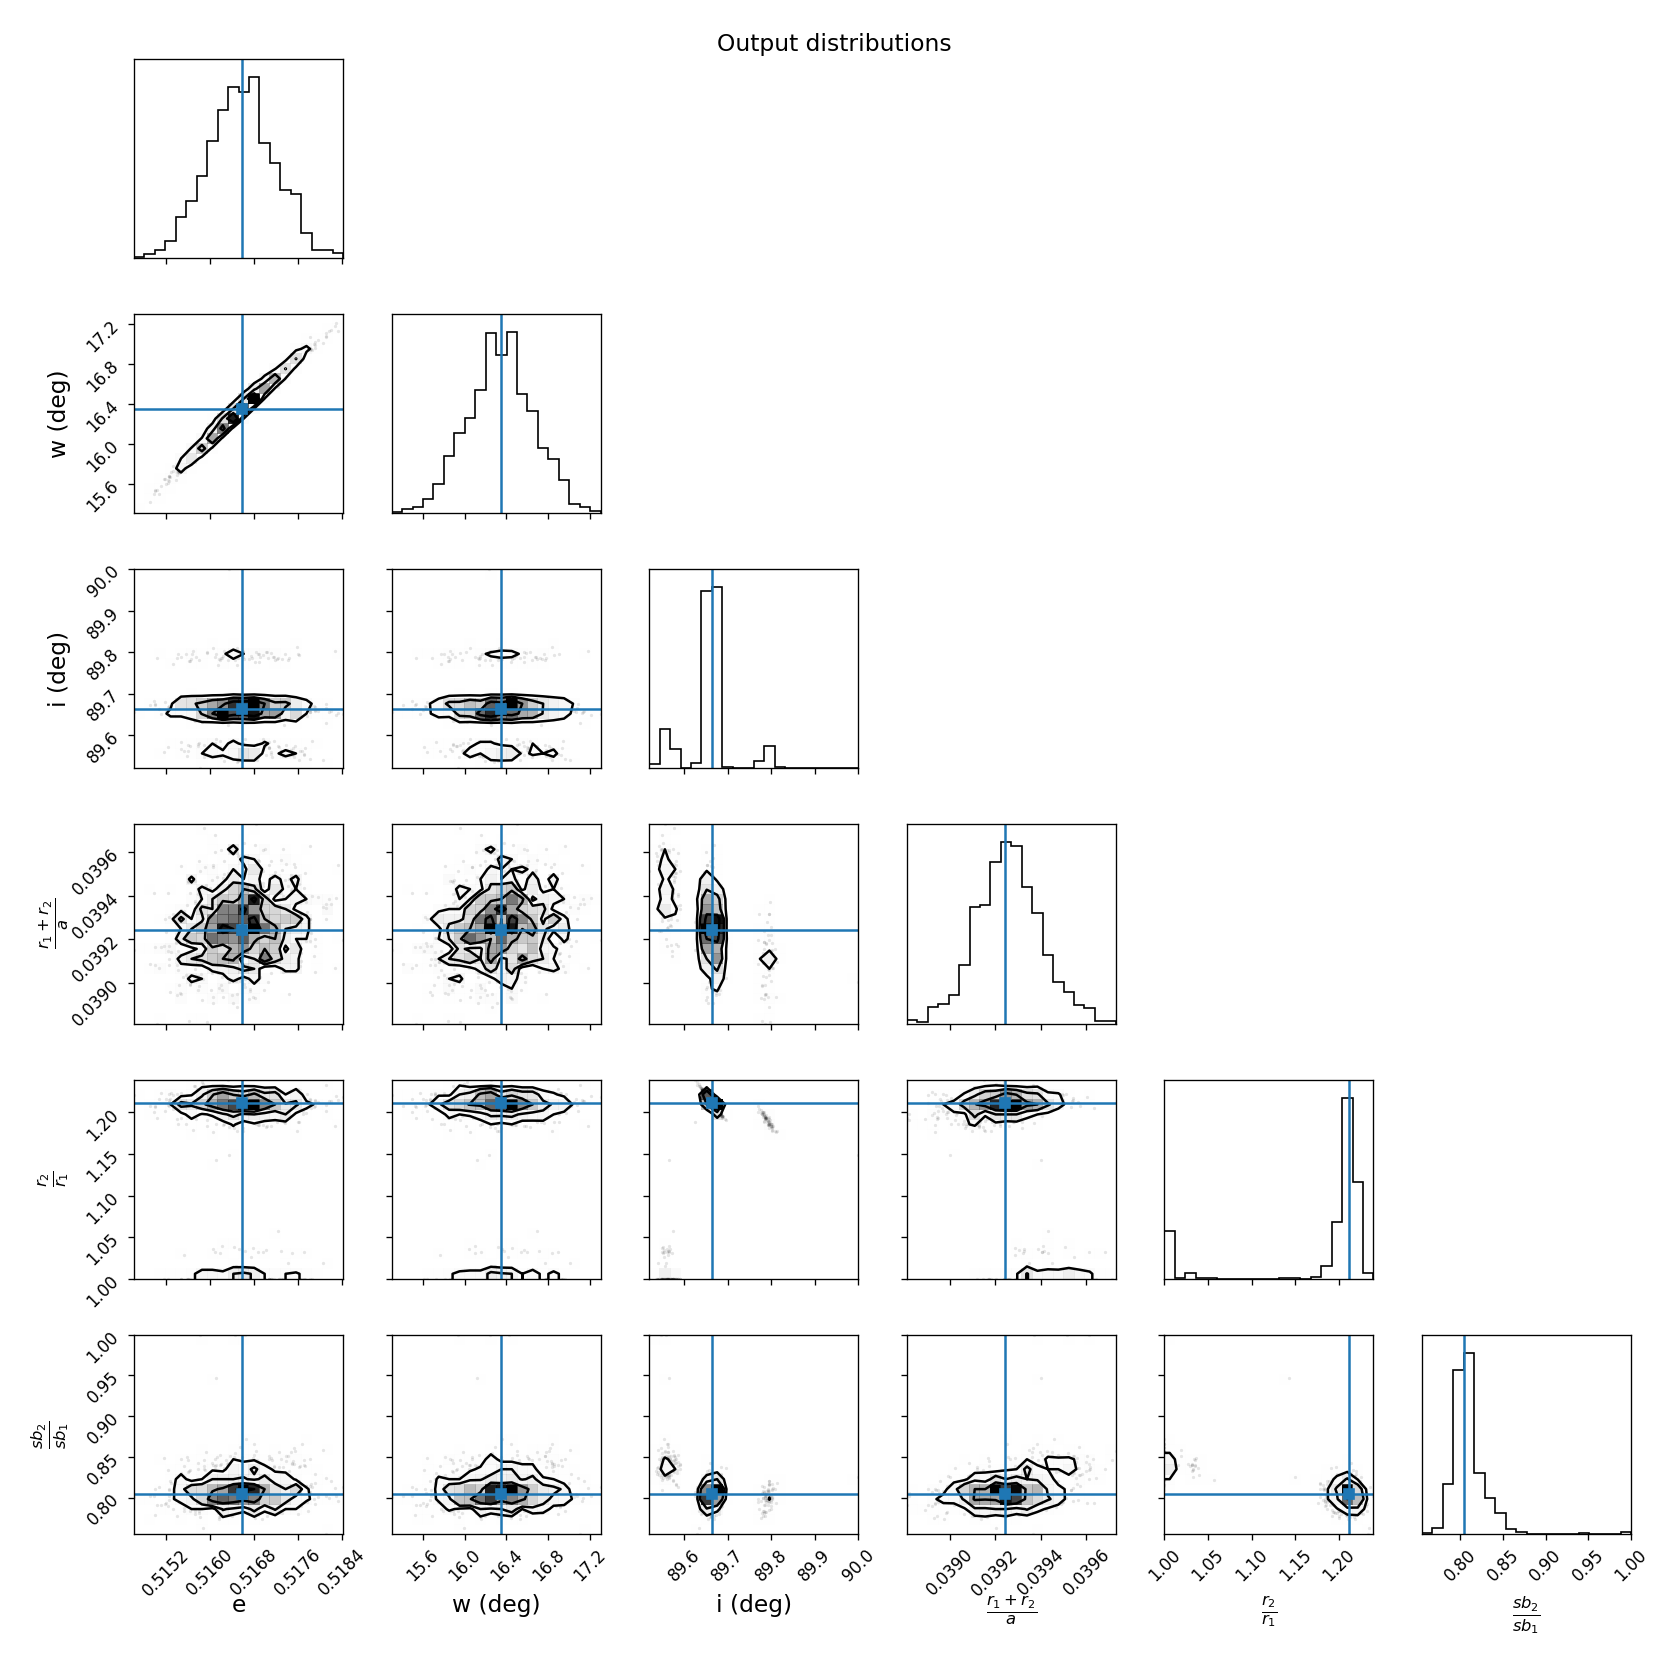 Output distributions
17.2
16.8
16.4
16.0
15.6
w (deg)
90.0
89.9
89.8
89.7
89.6
i (deg)
0.0396
0.0394
0.0392
0.0390
r₁ + r₂
a
1.20
1.15
1.10
1.05
1.00
r₂
r₁
1.00
0.95
0.90
0.85
0.80
sb₂
sb₁
0.5152 0.5160 0.5168 0.5176 0.5184
15.6 16.0 16.4 16.8 17.2
89.6 89.7 89.8 89.9 90.0
0.0390 0.0392 0.0394 0.0396
1.00 1.05 1.10 1.15 1.20
0.80 0.85 0.90 0.95 1.00
e
w (deg)
i (deg)
r₁ + r₂
a
r₂
r₁
sb₂
sb₁